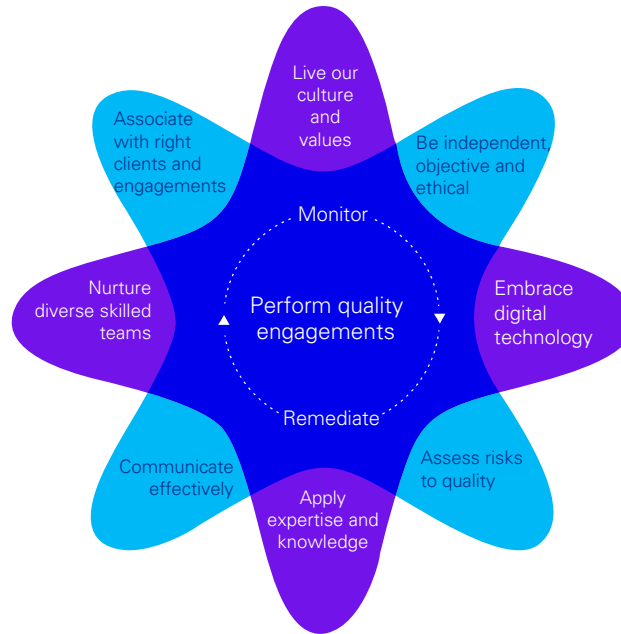 Live our
culture
and
values
Be independent,
objective and
ethical
Embrace
digital
technology
Assess risks
to quality
Apply
expertise and
knowledge
Communicate
effectively
Nurture
diverse skilled
teams
Associate
with right
clients and
engagements
Monitor
Perform quality
engagements
Remediate